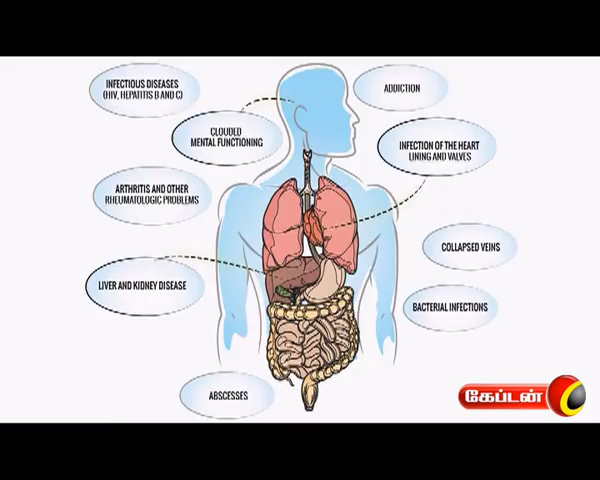 INFECTIOUS DISEASES
(HIV, HEPATITIS B AND C)
ADDICTION
CLOUDED
MENTAL FUNCTIONING
INFECTION OF THE HEART
LINING AND VALVES
ARTHRITIS AND OTHER
RHEUMATOLOGIC PROBLEMS
COLLAPSED VEINS
LIVER AND KIDNEY DISEASE
BACTERIAL INFECTIONS
ABSCESSES
கேப்டன்